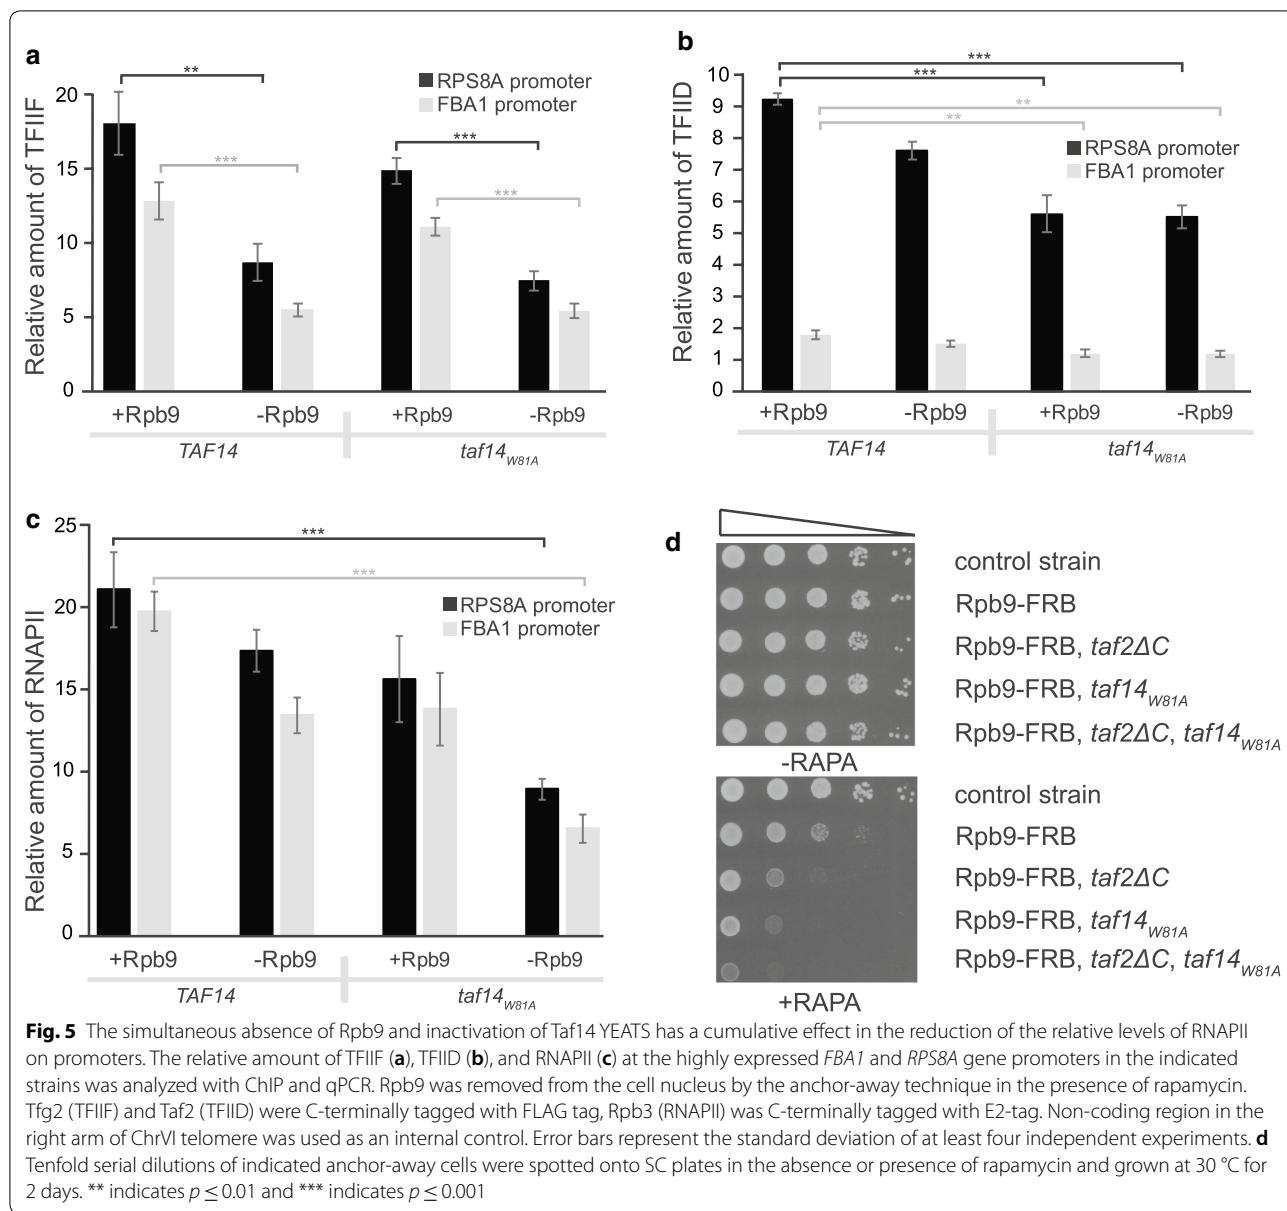 a
**
RPS8A promoter
FBA1 promoter
***
***
***
Relative amount of TFIIF
20
15
10
5
0
+Rpb9 -Rpb9 +Rpb9 -Rpb9
TAF14 taf14W81A
b
***
***
**
**
RPS8A promoter
FBA1 promoter
Relative amount of TFIID
10
9
8
7
6
5
4
3
2
1
0
+Rpb9 -Rpb9 +Rpb9 -Rpb9
TAF14 taf14W81A
c
***
***
RPS8A promoter
FBA1 promoter
Relative amount of RNAPII
25
20
15
10
5
0
+Rpb9 -Rpb9 +Rpb9 -Rpb9
TAF14 taf14W81A
d
control strain
Rpb9-FRB
Rpb9-FRB, taf2ΔC
Rpb9-FRB, taf14W81A
Rpb9-FRB, taf2ΔC, taf14W81A
-RAPA
control strain
Rpb9-FRB
Rpb9-FRB, taf2ΔC
Rpb9-FRB, taf14W81A
Rpb9-FRB, taf2ΔC, taf14W81A
+RAPA
Fig. 5 The simultaneous absence of Rpb9 and inactivation of Taf14 YEATS has a cumulative effect in the reduction of the relative levels of RNAPII
on promoters. The relative amount of TFIIF (a), TFIID (b), and RNAPII (c) at the highly expressed FBA1 and RPS8A gene promoters in the indicated
strains was analyzed with ChIP and qPCR. Rpb9 was removed from the cell nucleus by the anchor-away technique in the presence of rapamycin.
Tfg2 (TFIIF) and Taf2 (TFIID) were C-terminally tagged with FLAG tag, Rpb3 (RNAPII) was C-terminally tagged with E2-tag. Non-coding region in the
right arm of ChrVI telomere was used as an internal control. Error bars represent the standard deviation of at least four independent experiments. d
Tenfold serial dilutions of indicated anchor-away cells were spotted onto SC plates in the absence or presence of rapamycin and grown at 30 °C for
2 days. ** indicates p ≤ 0.01 and *** indicates p ≤ 0.001